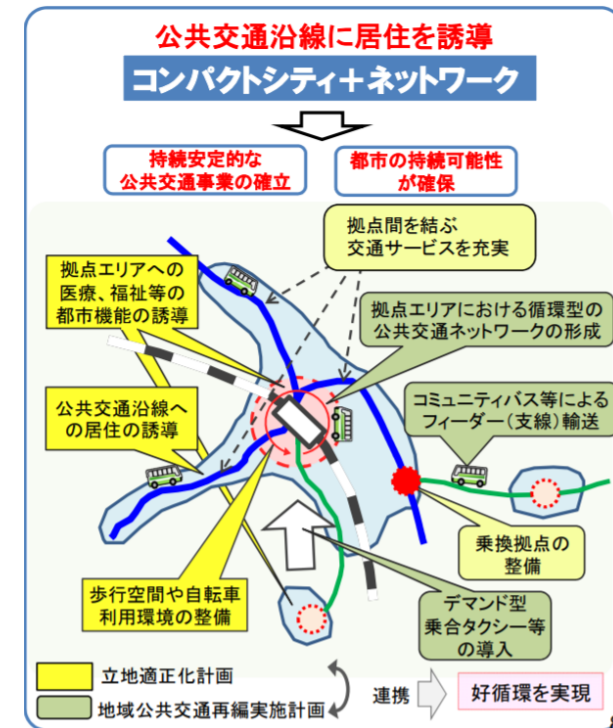 公共交通沿線に居住を誘導
コンパクトシティ＋ネットワーク
持続安定的な
公共交通事業の確立
都市の持続可能性
が確保
拠点間を結ぶ
交通サービスを充実
拠点エリアへの
医療、福祉等の
都市機能の誘導
拠点エリアにおける循環型の
公共交通ネットワークの形成
公共交通沿線へ
の居住の誘導
コミュニティバス等による
フィーダー（支線）輸送
乗換拠点の
整備
歩行空間や自転車
利用環境の整備
デマンド型
乗合タクシー等
の導入
立地適正化計画
地域公共交通再編実施計画
連携
好循環を実現